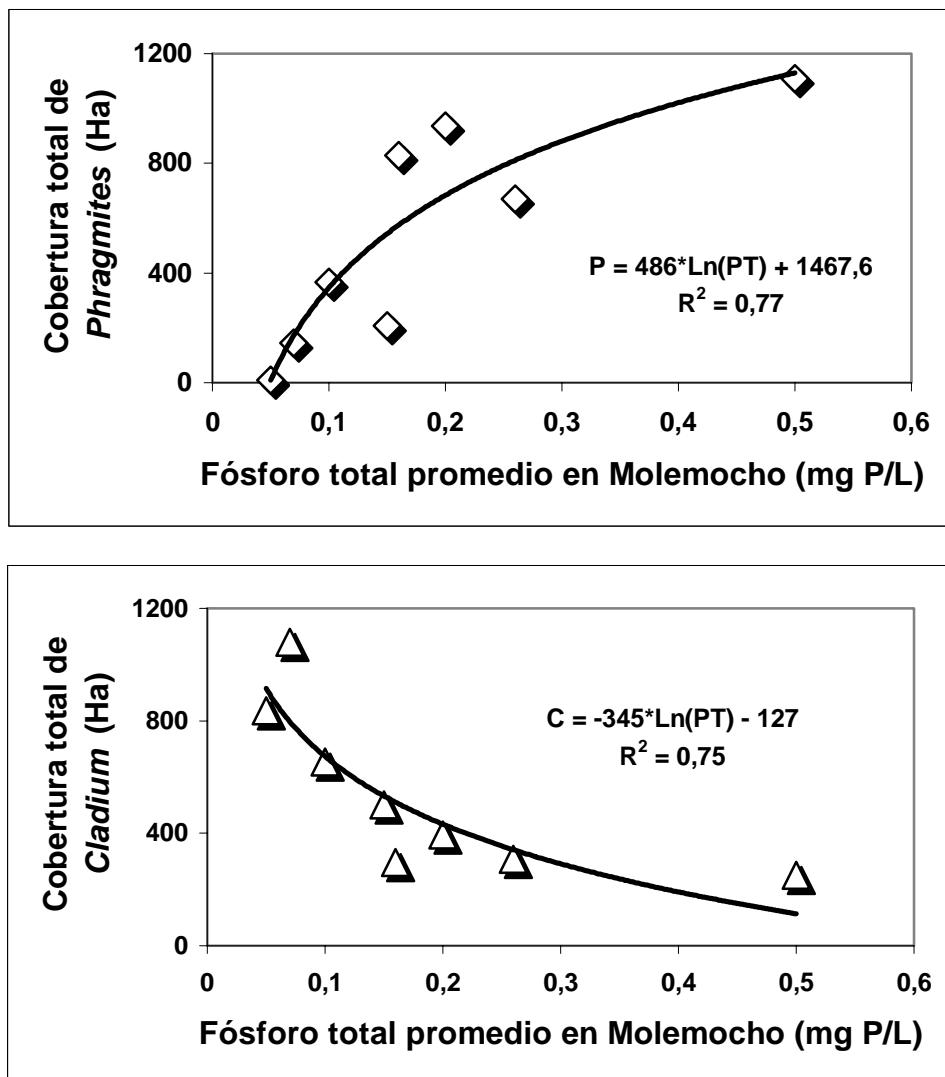 Cobertura total de
Phragmites (Ha)
1200
800
400
0
P = 486*Ln(PT) + 1467,6
R² = 0,77
0 0,1 0,2 0,3 0,4 0,5 0,6
Fósforo total promedio en Molemocho (mg P/L)
Cobertura total de
Cladium (Ha)
1200
800
400
0
C = -345*Ln(PT) - 127
R² = 0,75
0 0,1 0,2 0,3 0,4 0,5 0,6
Fósforo total promedio en Molemocho (mg P/L)